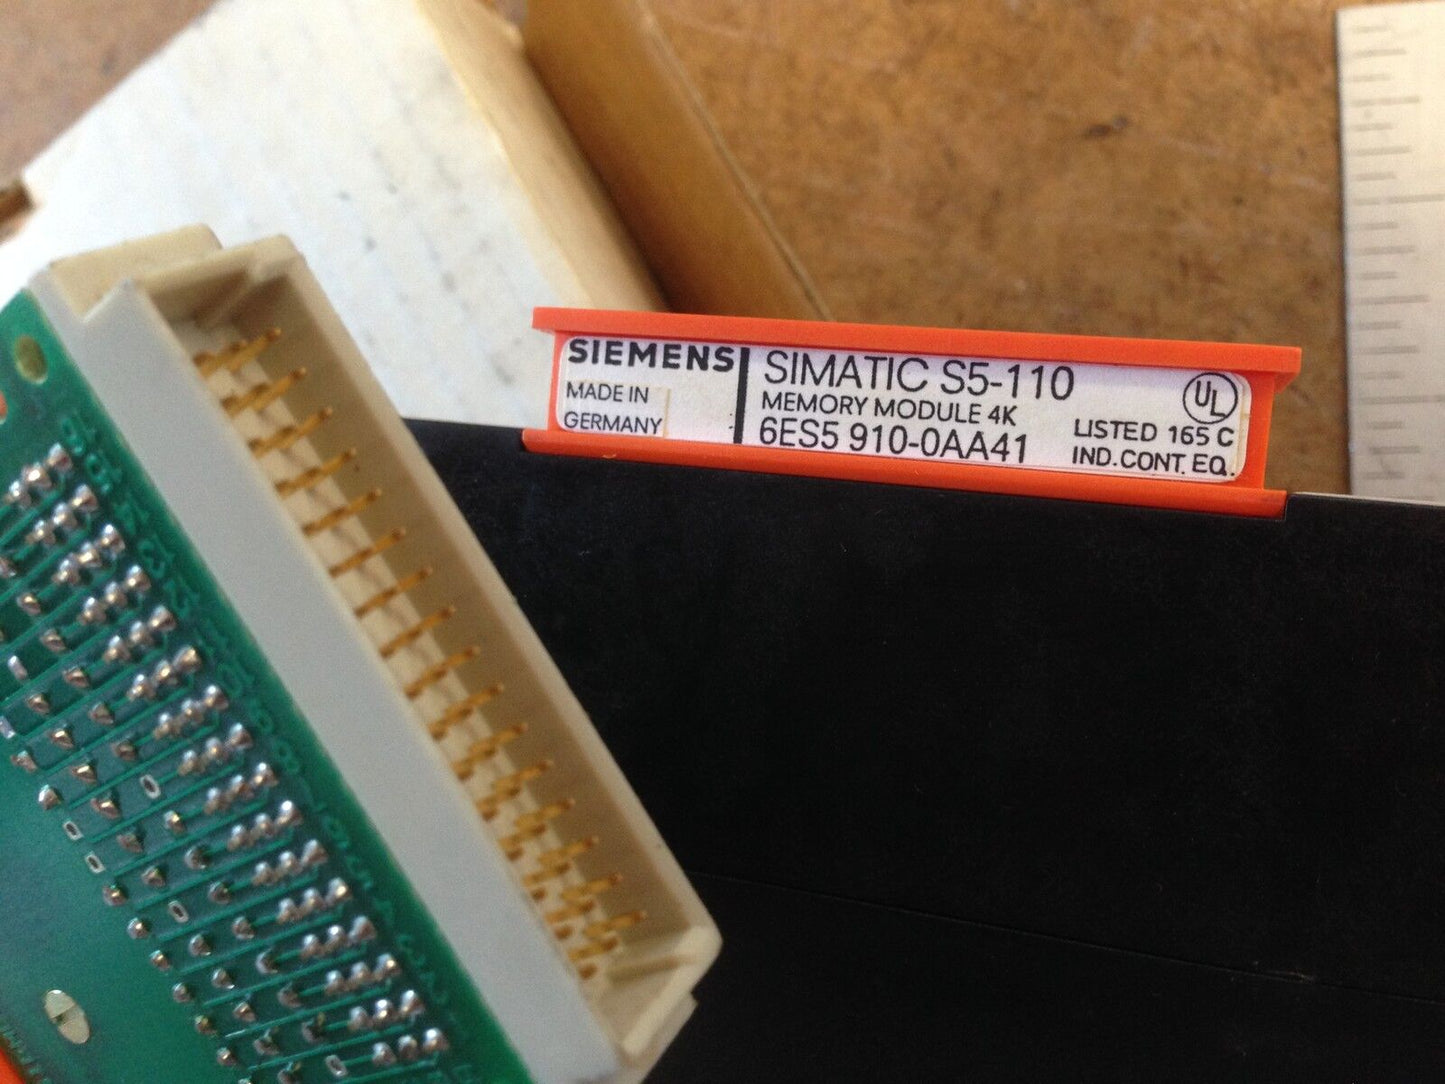 SIEMENS
MADE IN
GERMANY
SIMATIC S5-110
MEMORY MODULE 4K
6ES5 910-0AA41
UL
LISTED 165 C
IND. CONT. EQ.